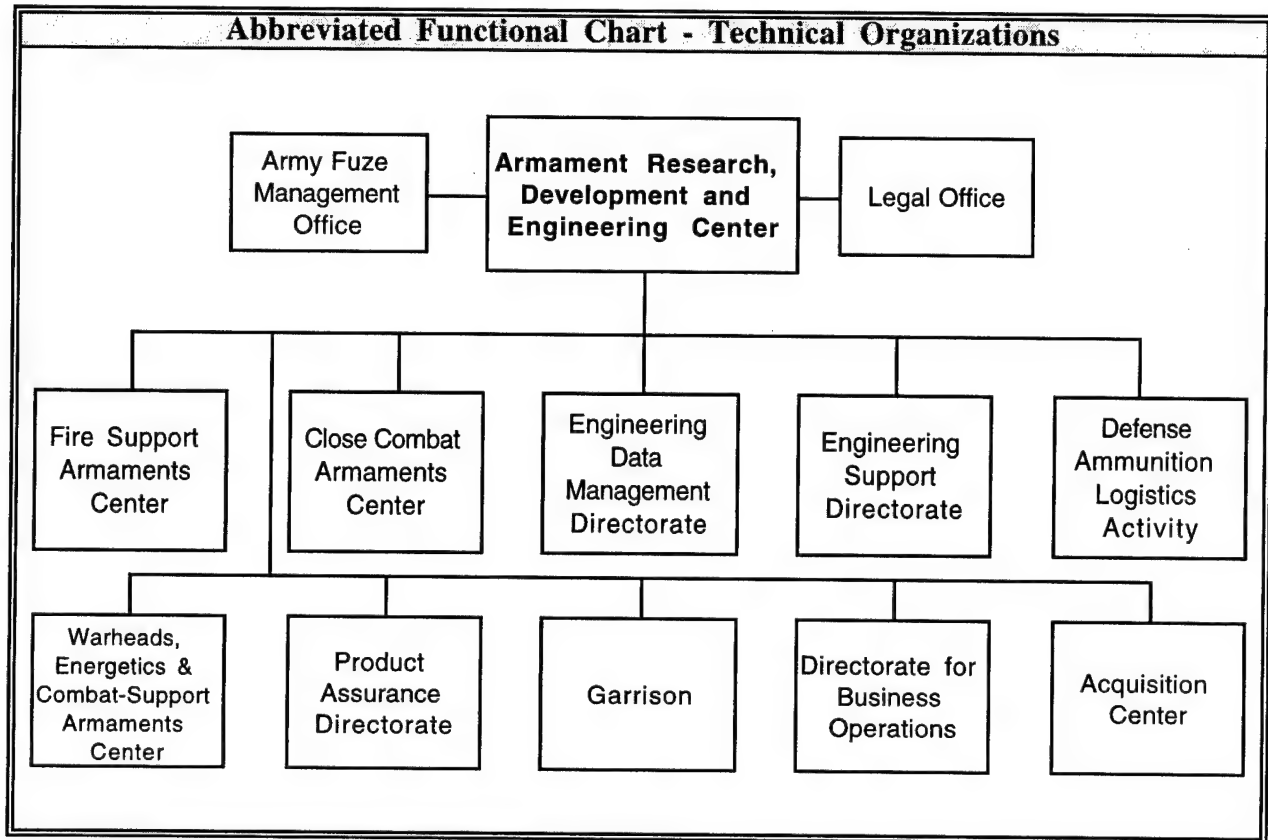 Abbreviated Functional Chart - Technical Organizations
Army Fuze
Management
Office
Armament Research,
Development and
Engineering Center
Legal Office
Fire Support
Armaments
Center
Close Combat
Armaments
Center
Engineering
Data
Management
Directorate
Engineering
Support
Directorate
Defense
Ammunition
Logistics
Activity
Warheads,
Energetics &
Combat-Support
Armaments
Center
Product
Assurance
Directorate
Garrison
Directorate for
Business
Operations
Acquisition
Center